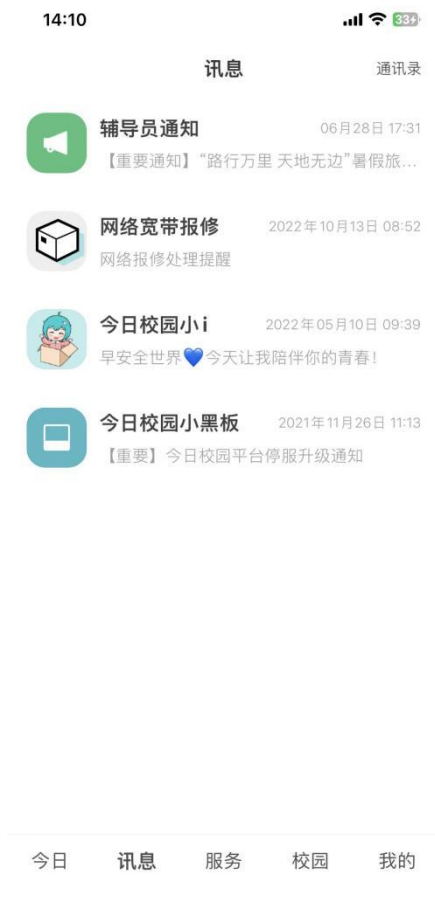 14:10
33
讯息
通讯录
辅导员通知 06月28日 17:31
【重要通知】“路行万里 天地无边”暑假旅...
网络宽带报修 2022年10月13日 08:52
网络报修处理提醒
今日校园小i 2022年05月10日 09:39
早安全世界💙今天让我陪伴你的青春!
今日校园小黑板 2021年11月26日 11:13
【重要】今日校园平台停服升级通知
今日 讯息 服务 校园 我的